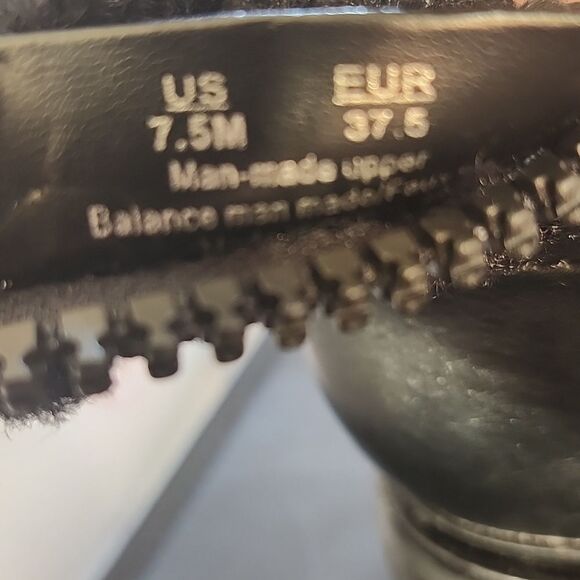 US EUR
7.5M 37.5
Man-made upper
Balance man made